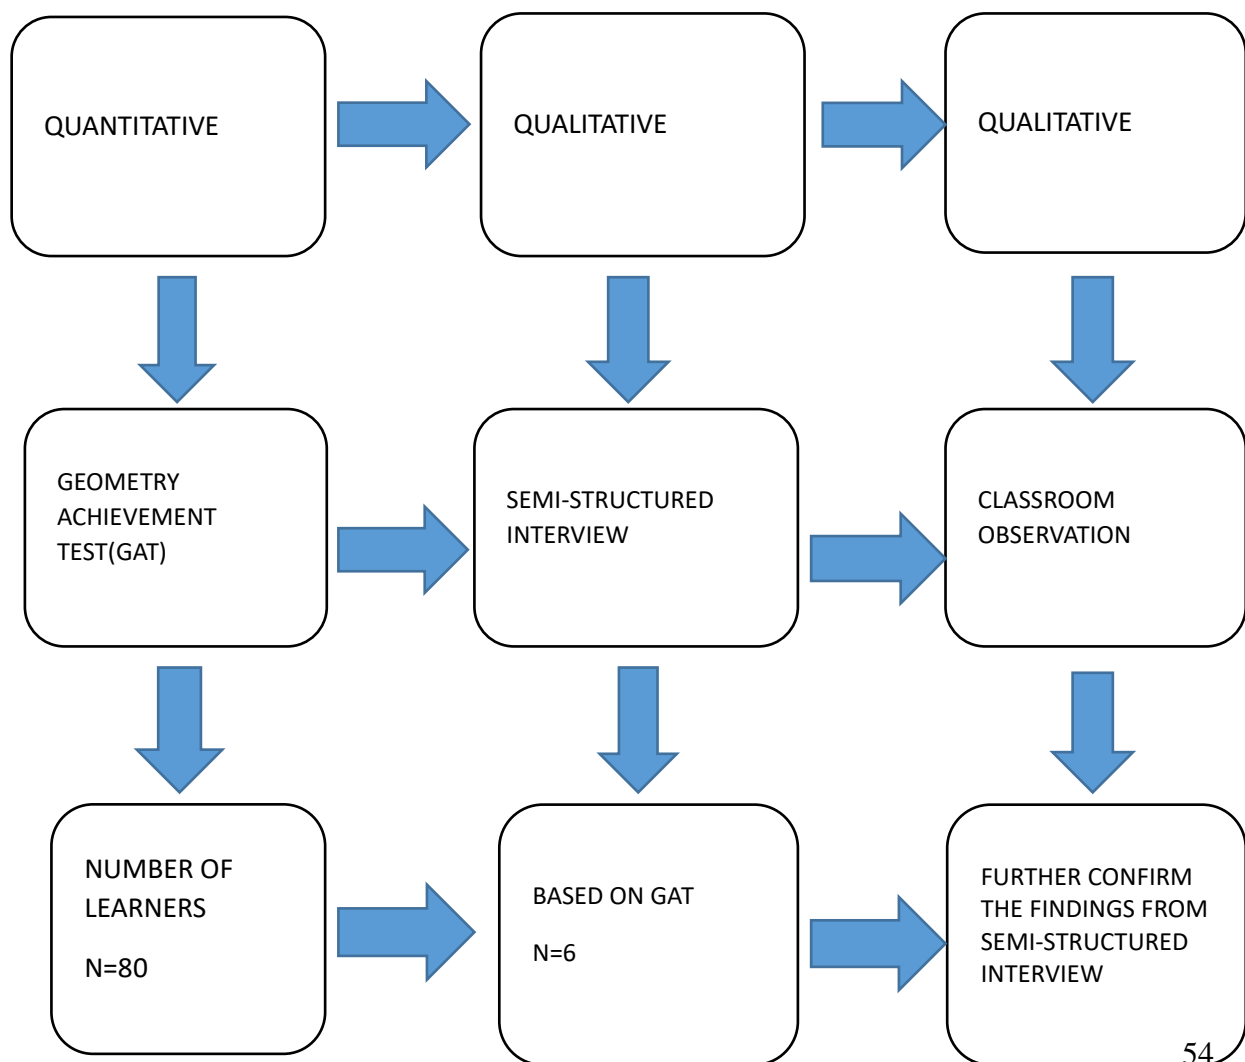 QUANTITATIVE
QUALITATIVE
QUALITATIVE
GEOMETRY
ACHIEVEMENT
TEST(GAT)
SEMI-STRUCTURED
INTERVIEW
CLASSROOM
OBSERVATION
NUMBER OF
LEARNERS
N=80
BASED ON GAT
N=6
FURTHER CONFIRM
THE FINDINGS FROM
SEMI-STRUCTURED
INTERVIEW
54